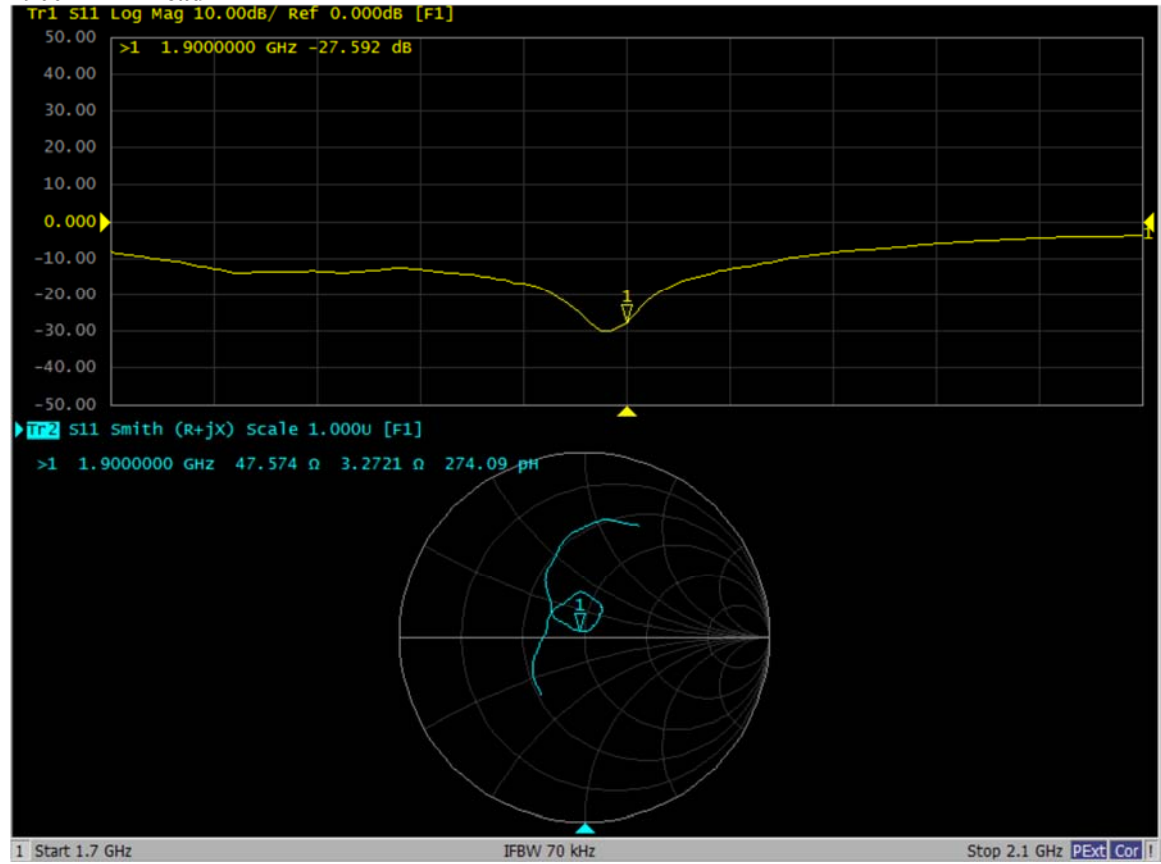 Tr1 S11 Log Mag 10.00dB/ Ref 0.000dB [F1]
50.00
>1 1.9000000 GHz -27.592 dB
40.00
30.00
20.00
10.00
0.000
1
-10.00
-20.00
1
-30.00
-40.00
-50.00
Tr2 S11 Smith (R+jX) Scale 1.000U [F1]
>1 1.9000000 GHz 47.574 Ω 3.2721 Ω 274.09 pH
1
1 Start 1.7 GHz IFBW 70 kHz Stop 2.1 GHz PExt Cor !